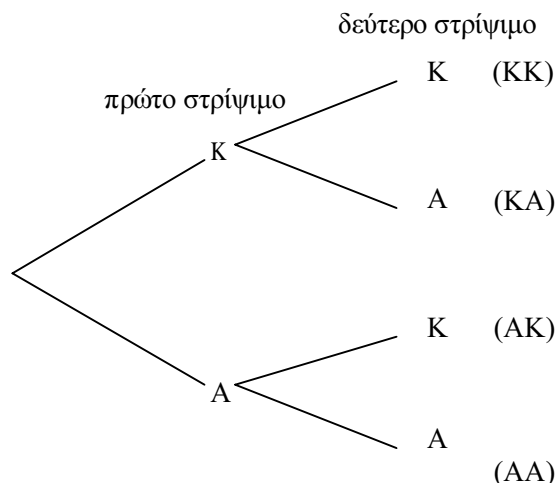 δεύτερο στρίψιμο
Κ (ΚΚ)
πρώτο στρίψιμο
Κ
Α (ΚΑ)
Κ (ΑΚ)
Α
Α
(ΑΑ)